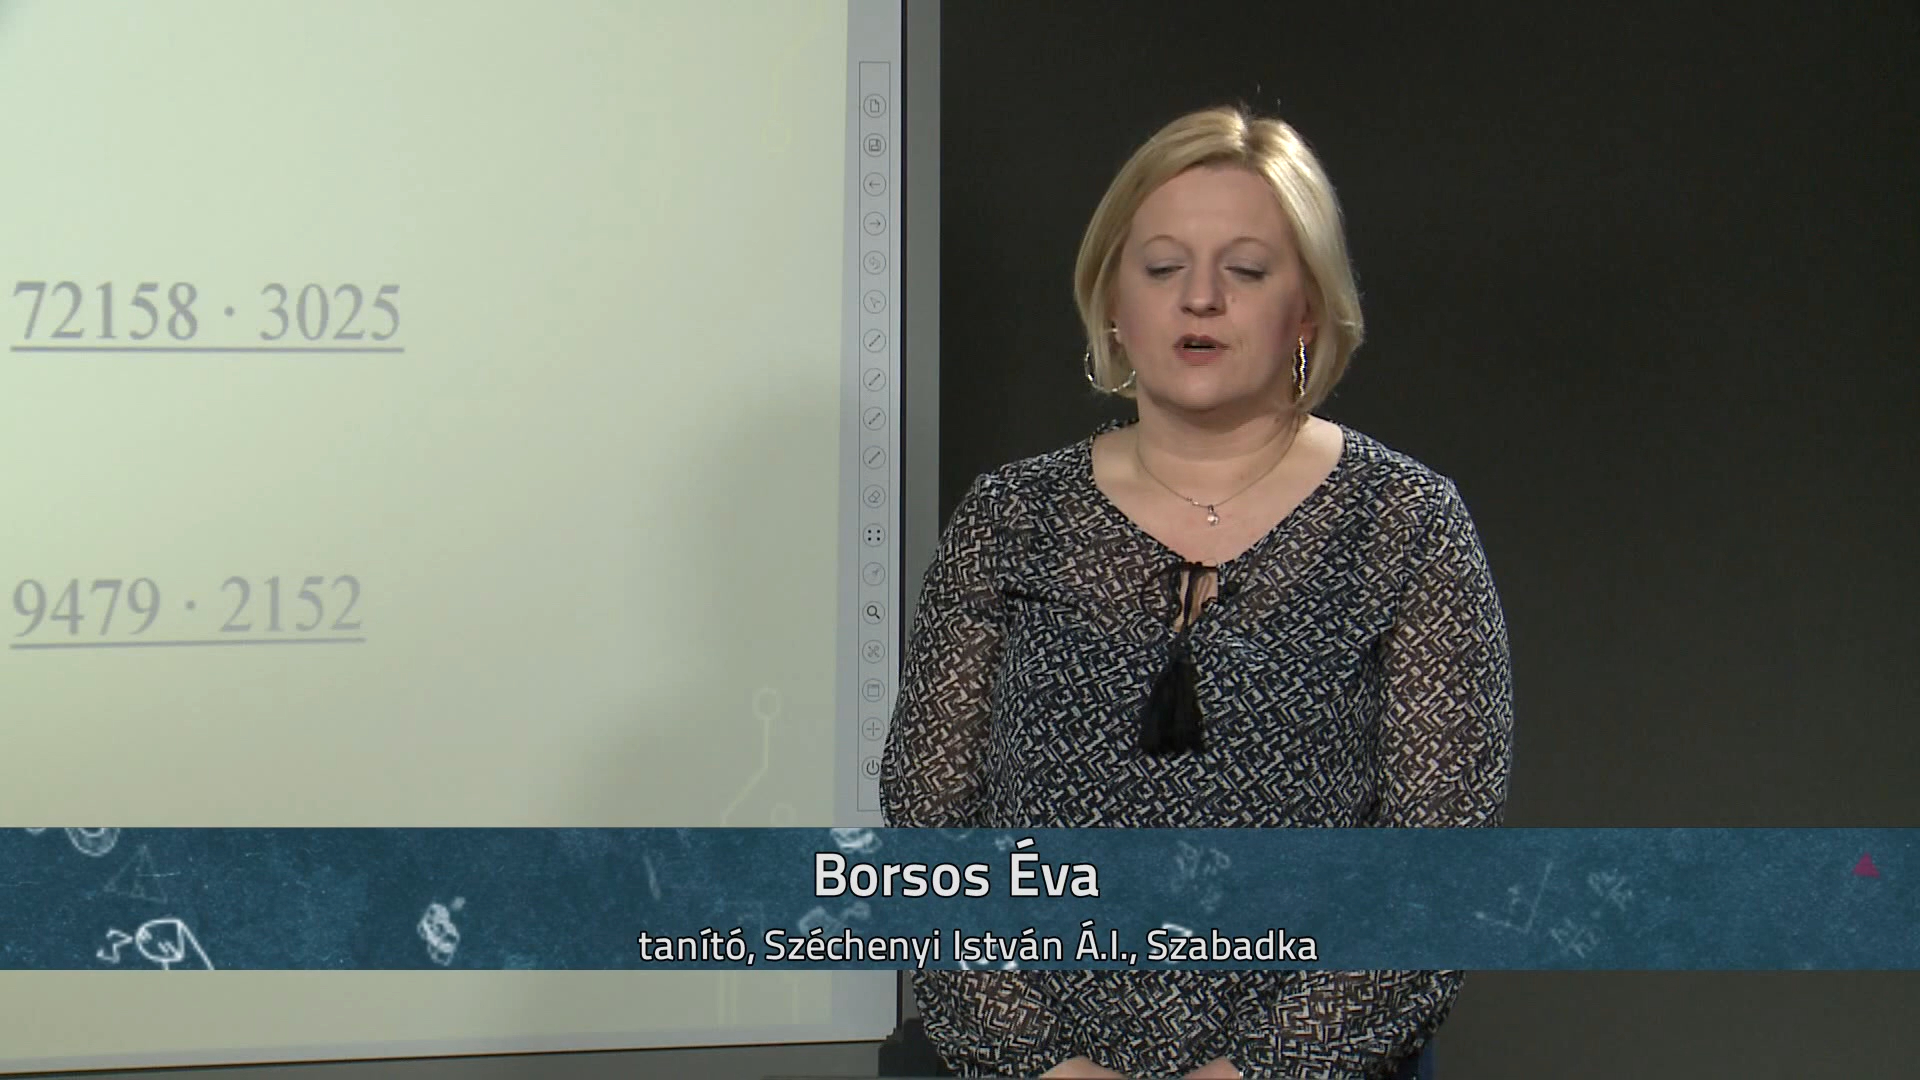 72158 · 3025
9479 · 2152
Borsos Éva
tanító, Széchenyi István Á.I., Szabadka